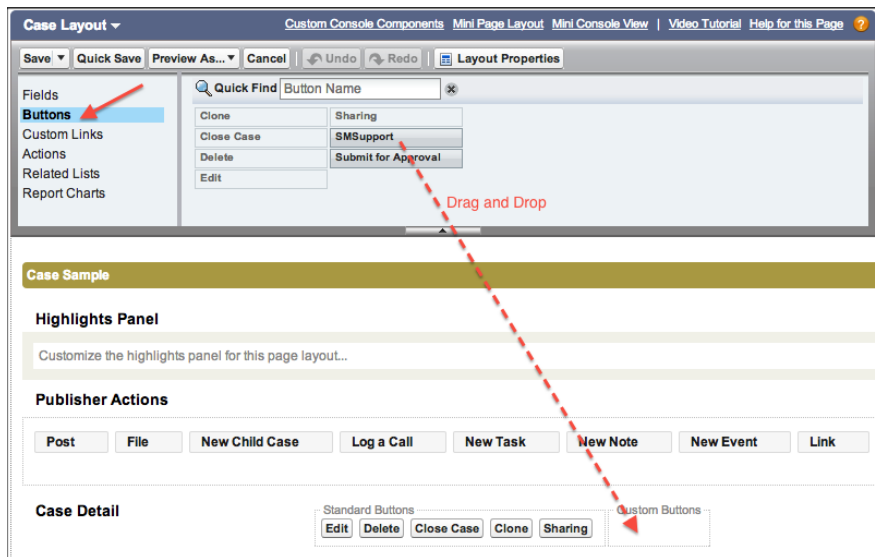 Case Layout Custom Console Components Mini Page Layout Mini Console View | Video Tutorial Help for this Page ?
Save Quick Save Preview As... Cancel Undo Redo Layout Properties
Fields
Buttons
Custom Links
Actions
Related Lists
Report Charts
Quick Find Button Name
Clone Sharing
Close Case SMSupport
Delete Submit for Approval
Edit
Drag and Drop
Case Sample
Highlights Panel
Customize the highlights panel for this page layout...
Publisher Actions
Post File New Child Case Log a Call New Task New Note New Event Link
Case Detail
Standard Buttons Custom Buttons
Edit Delete Close Case Clone Sharing